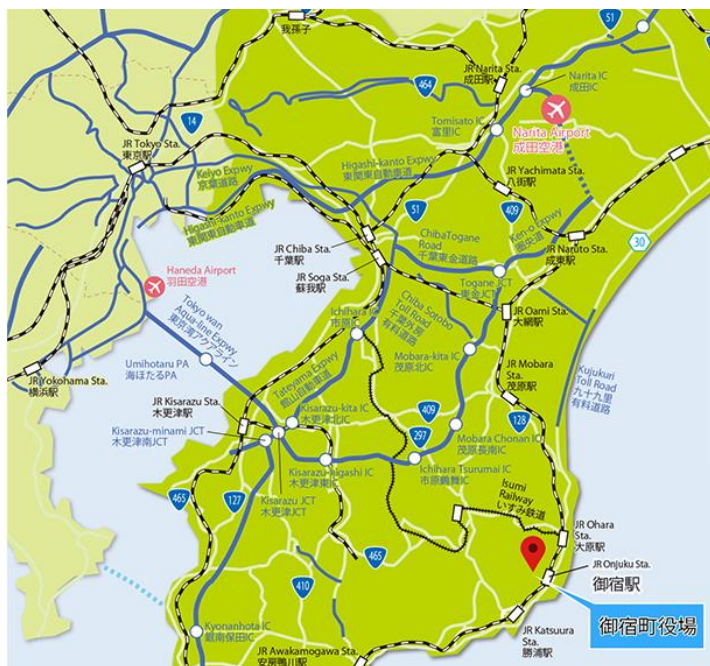 51
我孫子
JR Narita Sta.
成田駅
Narita IC
成田IC
464
14
Tomisato IC
富里IC
Narita Airport
成田空港
JR Tokyo Sta.
東京駅
Keiyo Expwy
京葉道路
Higashi-kanto Expwy
東関東自動車道
JR Yachimata Sta.
八街駅
Higashi-kanto Expwy
東関東自動車道
51
409
Ken-o Expwy
圏央道
ChibaTogane
Road
千葉東金道路
30
JR Chiba Sta.
千葉駅
JR Naruto Sta.
成東駅
JR Soga Sta.
蘇我駅
Haneda Airport
羽田空港
Togane JCT
東金JCT
Tokyo wan
Aqua-line Expwy
東京湾アクアライン
Ichihara IC
市原IC
Chiba Sotobo
Toll Road
千葉外房
有料道路
JR Oami Sta.
大網駅
Umihotaru PA
海ほたるPA
Mobara-kita IC
茂原北IC
JR Mobara
Sta.
茂原駅
Kujukuri
Toll Road
九十九里
有料道路
JR Yokohama Sta.
横浜駅
Tateyama Expwy
館山自動車道
JR Kisarazu Sta.
木更津駅
Kisarazu-kita IC
木更津北IC
409
128
Kisarazu-minami JCT
木更津南JCT
297
Mobara Chonan IC
茂原長南IC
Kisarazu-higashi IC
木更津東IC
Ichihara Tsurumai IC
市原鶴舞IC
465
127
Kisarazu JCT
木更津JCT
Isumi
Railway
いすみ鉄道
JR Ohara
Sta.
大原駅
465
410
JR Onjuku Sta.
御宿駅
御宿町役場
Kyonanhota IC
鋸南保田IC
JR Katsuura
Sta.
勝浦駅
JR Awakamogawa Sta.
安房鴨川駅